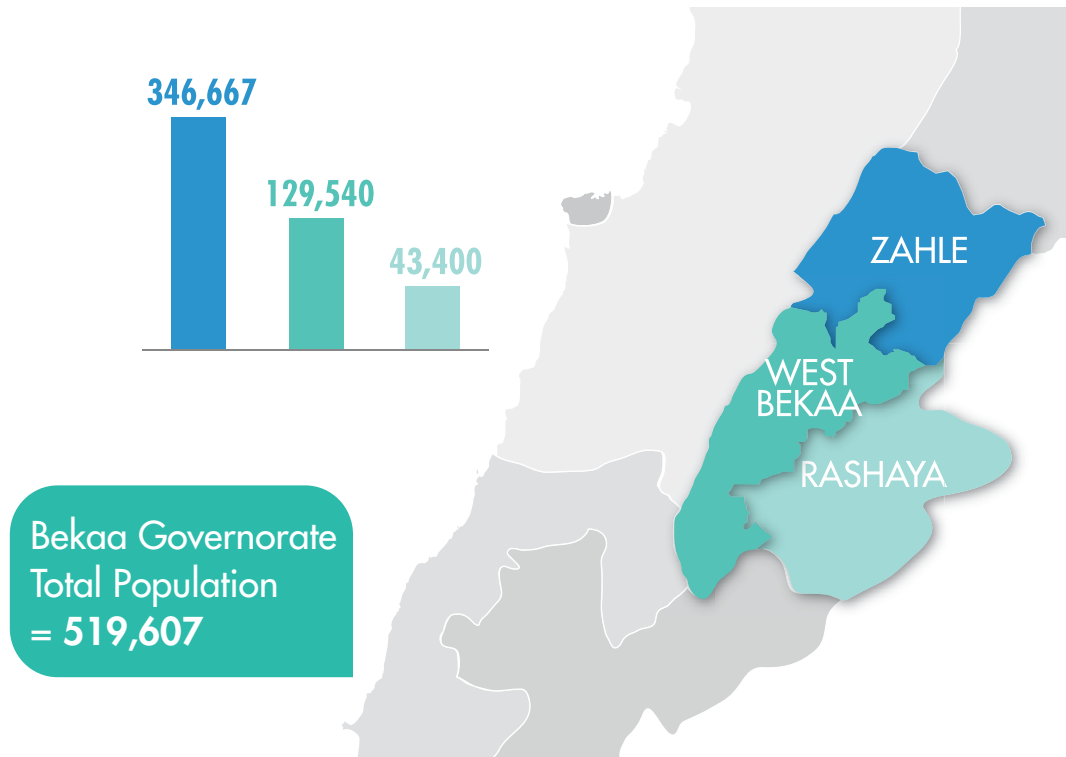 346,667
129,540
43,400
ZAHLE
WEST
BEKAA
RASHAYA
Bekaa Governorate
Total Population
= 519,607